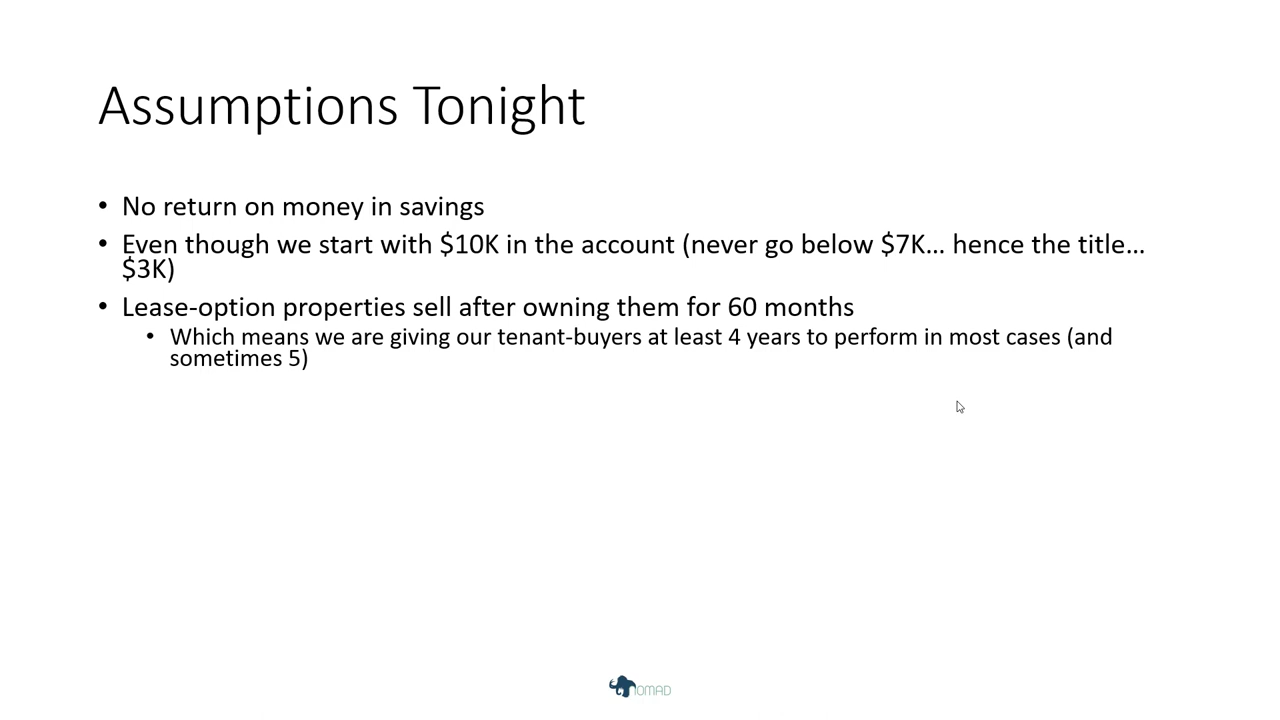 Assumptions Tonight
• No return on money in savings
• Even though we start with $10K in the account (never go below $7K… hence the title…
$3K)
• Lease-option properties sell after owning them for 60 months
• Which means we are giving our tenant-buyers at least 4 years to perform in most cases (and
sometimes 5)
NOMAD